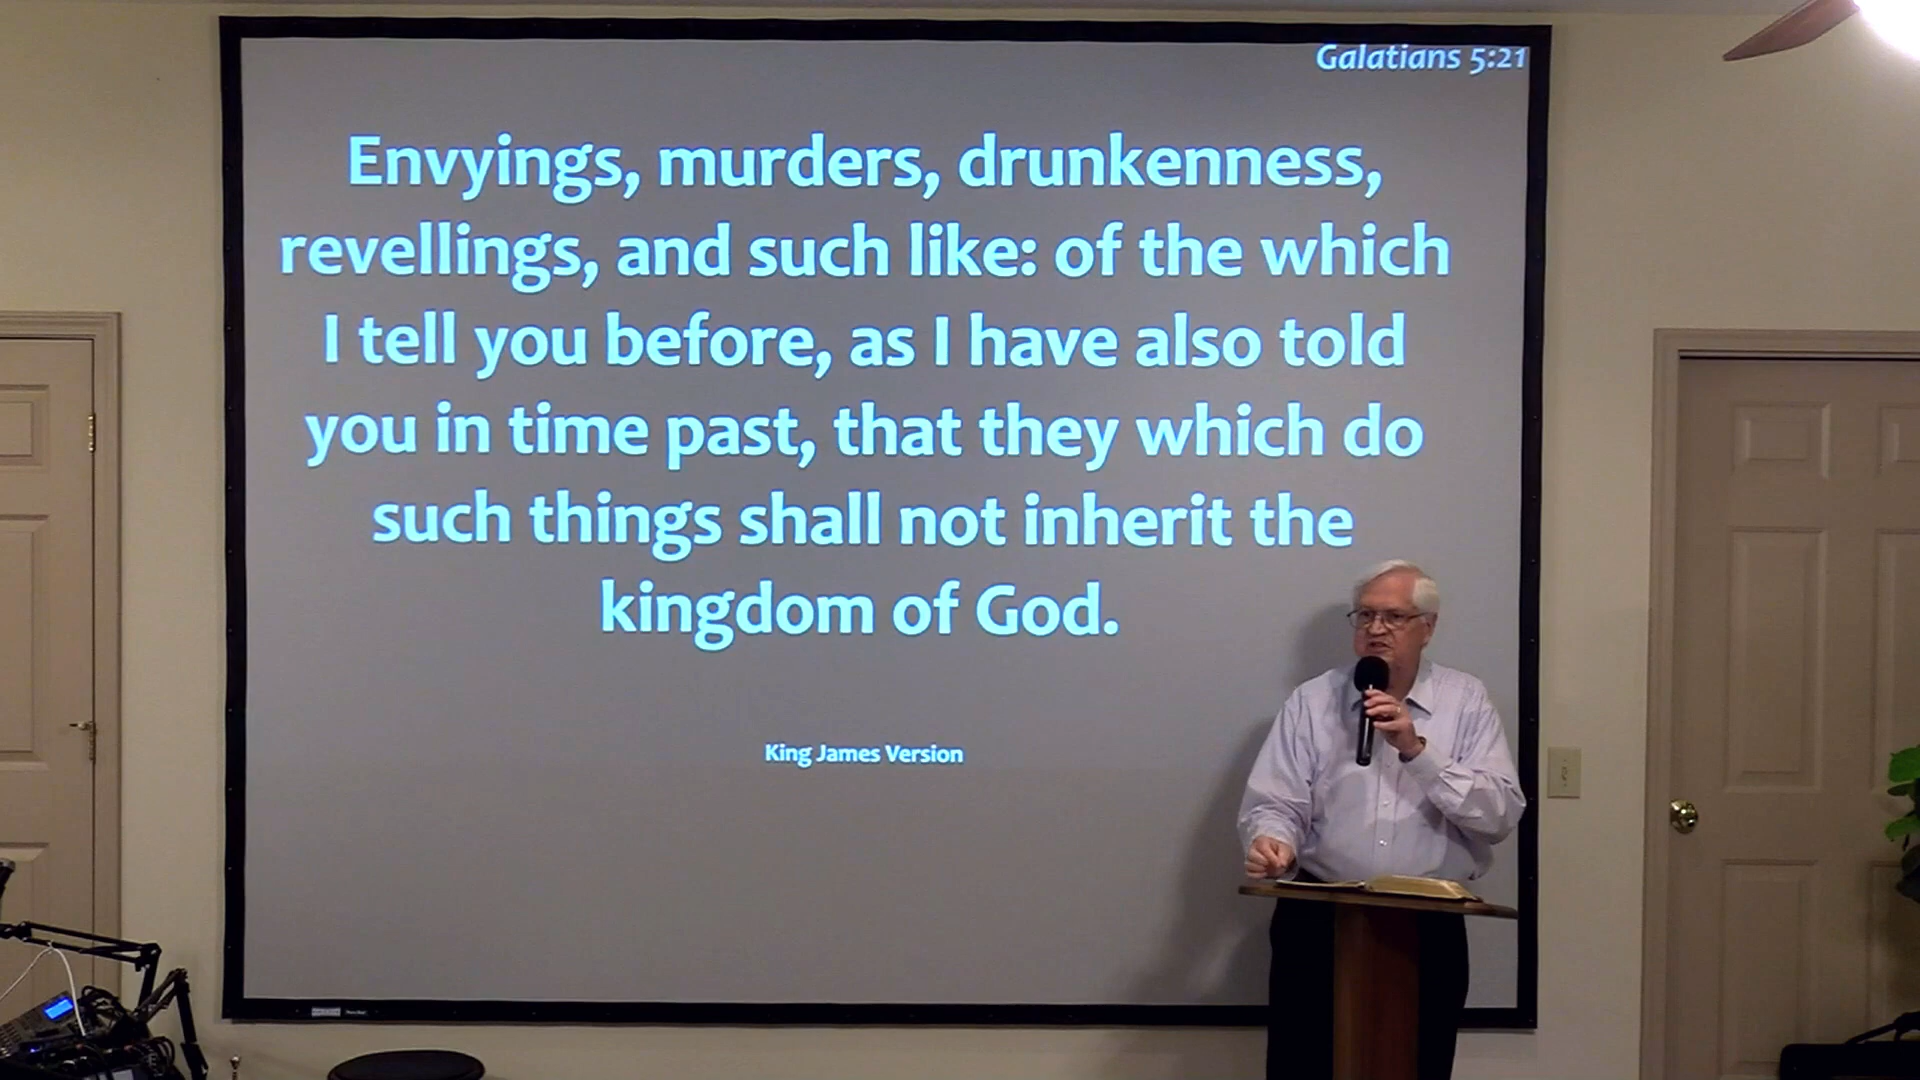 Galatians 5:21
Envyings, murders, drunkenness,
revellings, and such like: of the which
I tell you before, as I have also told
you in time past, that they which do
such things shall not inherit the
kingdom of God.
King James Version